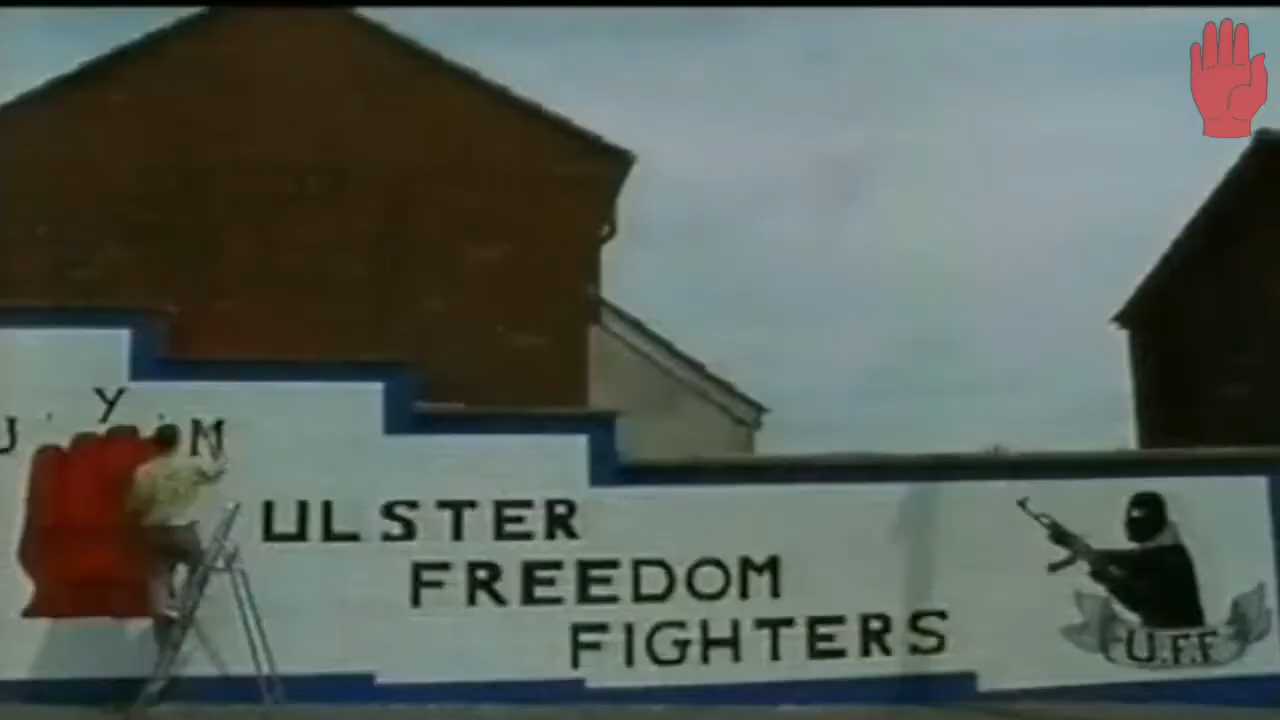 U . Y . M
ULSTER
FREEDOM
FIGHTERS
U.F.F